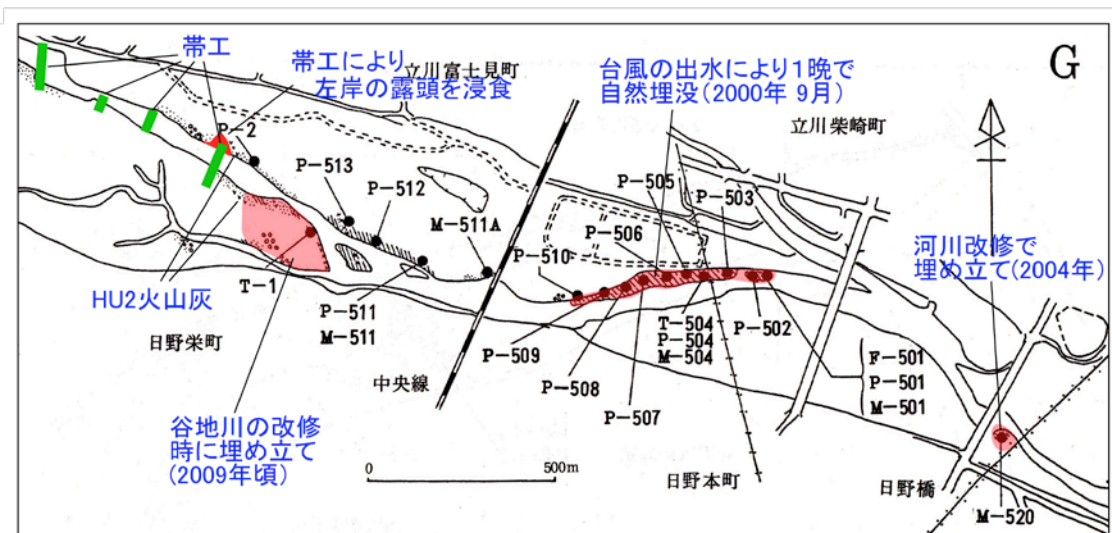 帯工
帯工により
左岸の露頭を浸食
立川富士見町
台風の出水により1晩で
自然埋没(2000年 9月)
G
立川柴崎町
P-2
P-513
P-512
M-511A
P-505
P-503
P-506
P-510
河川改修で
埋め立て(2004年)
HU2火山灰
T-1
日野栄町
P-511
M-511
P-509
P-508
P-507
T-504
P-504
M-504
P-502
F-501
P-501
M-501
中央線
谷地川の改修
時に埋め立て
(2009年頃)
0
500m
日野本町
日野橋
M-520